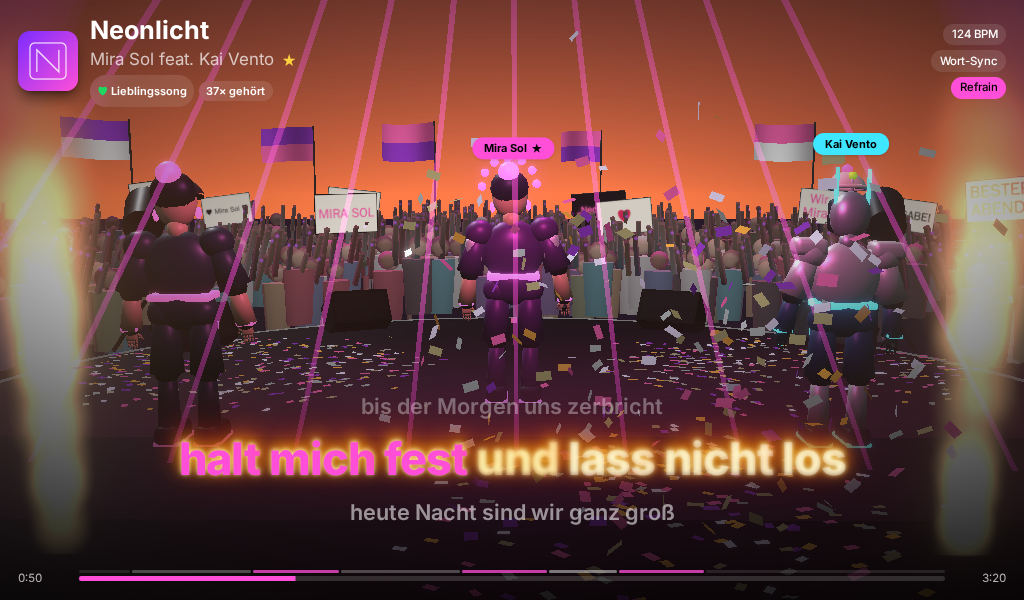 Neonlicht
Mira Sol feat. Kai Vento ★
Lieblingssong
37× gehört
124 BPM
Wort-Sync
Refrain
Mira Sol ★
Kai Vento
Mira Sol
MIRA SOL
BESTER
ABEND
bis der Morgen uns zerbricht
halt mich fest und lass nicht los
heute Nacht sind wir ganz groß
0:50
3:20